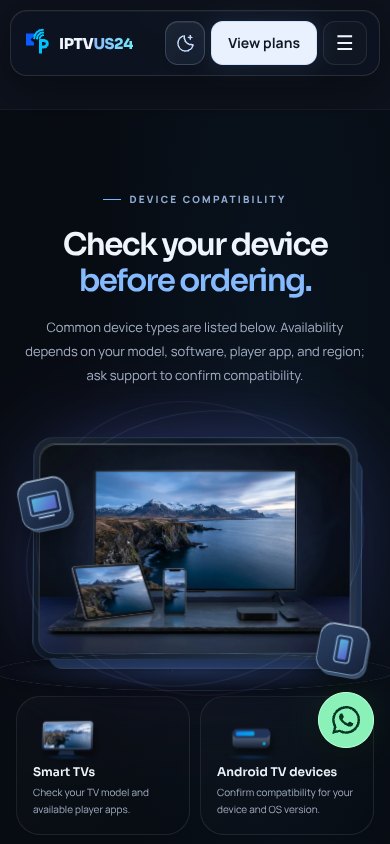 IPTVUS24
View plans
DEVICE COMPATIBILITY
Check your device
before ordering.
Common device types are listed below. Availability
depends on your model, software, player app, and region;
ask support to confirm compatibility.
Smart TVs
Check your TV model and
available player apps.
Android TV devices
Confirm compatibility for your
device and OS version.